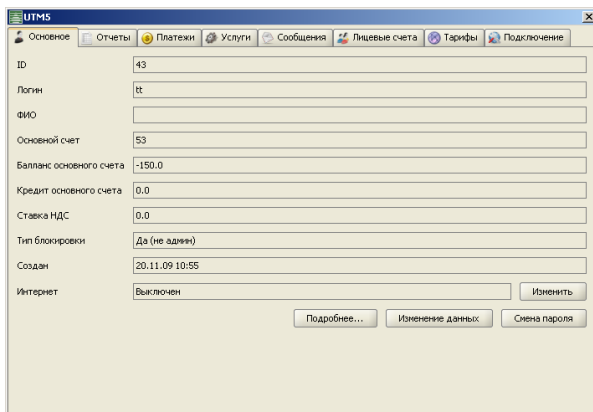 UTM5
Основное Отчеты Платежи Услуги Сообщения Лицевые счета Тарифы Подключение
ID 43
Логин tt
ФИО
Основной счет 53
Балланс основного счета -150.0
Кредит основного счета 0.0
Ставка НДС 0.0
Тип блокировки Да (не админ)
Создан 20.11.09 10:55
Интернет Выключен Изменить
Подробнее... Изменение данных Смена пароля